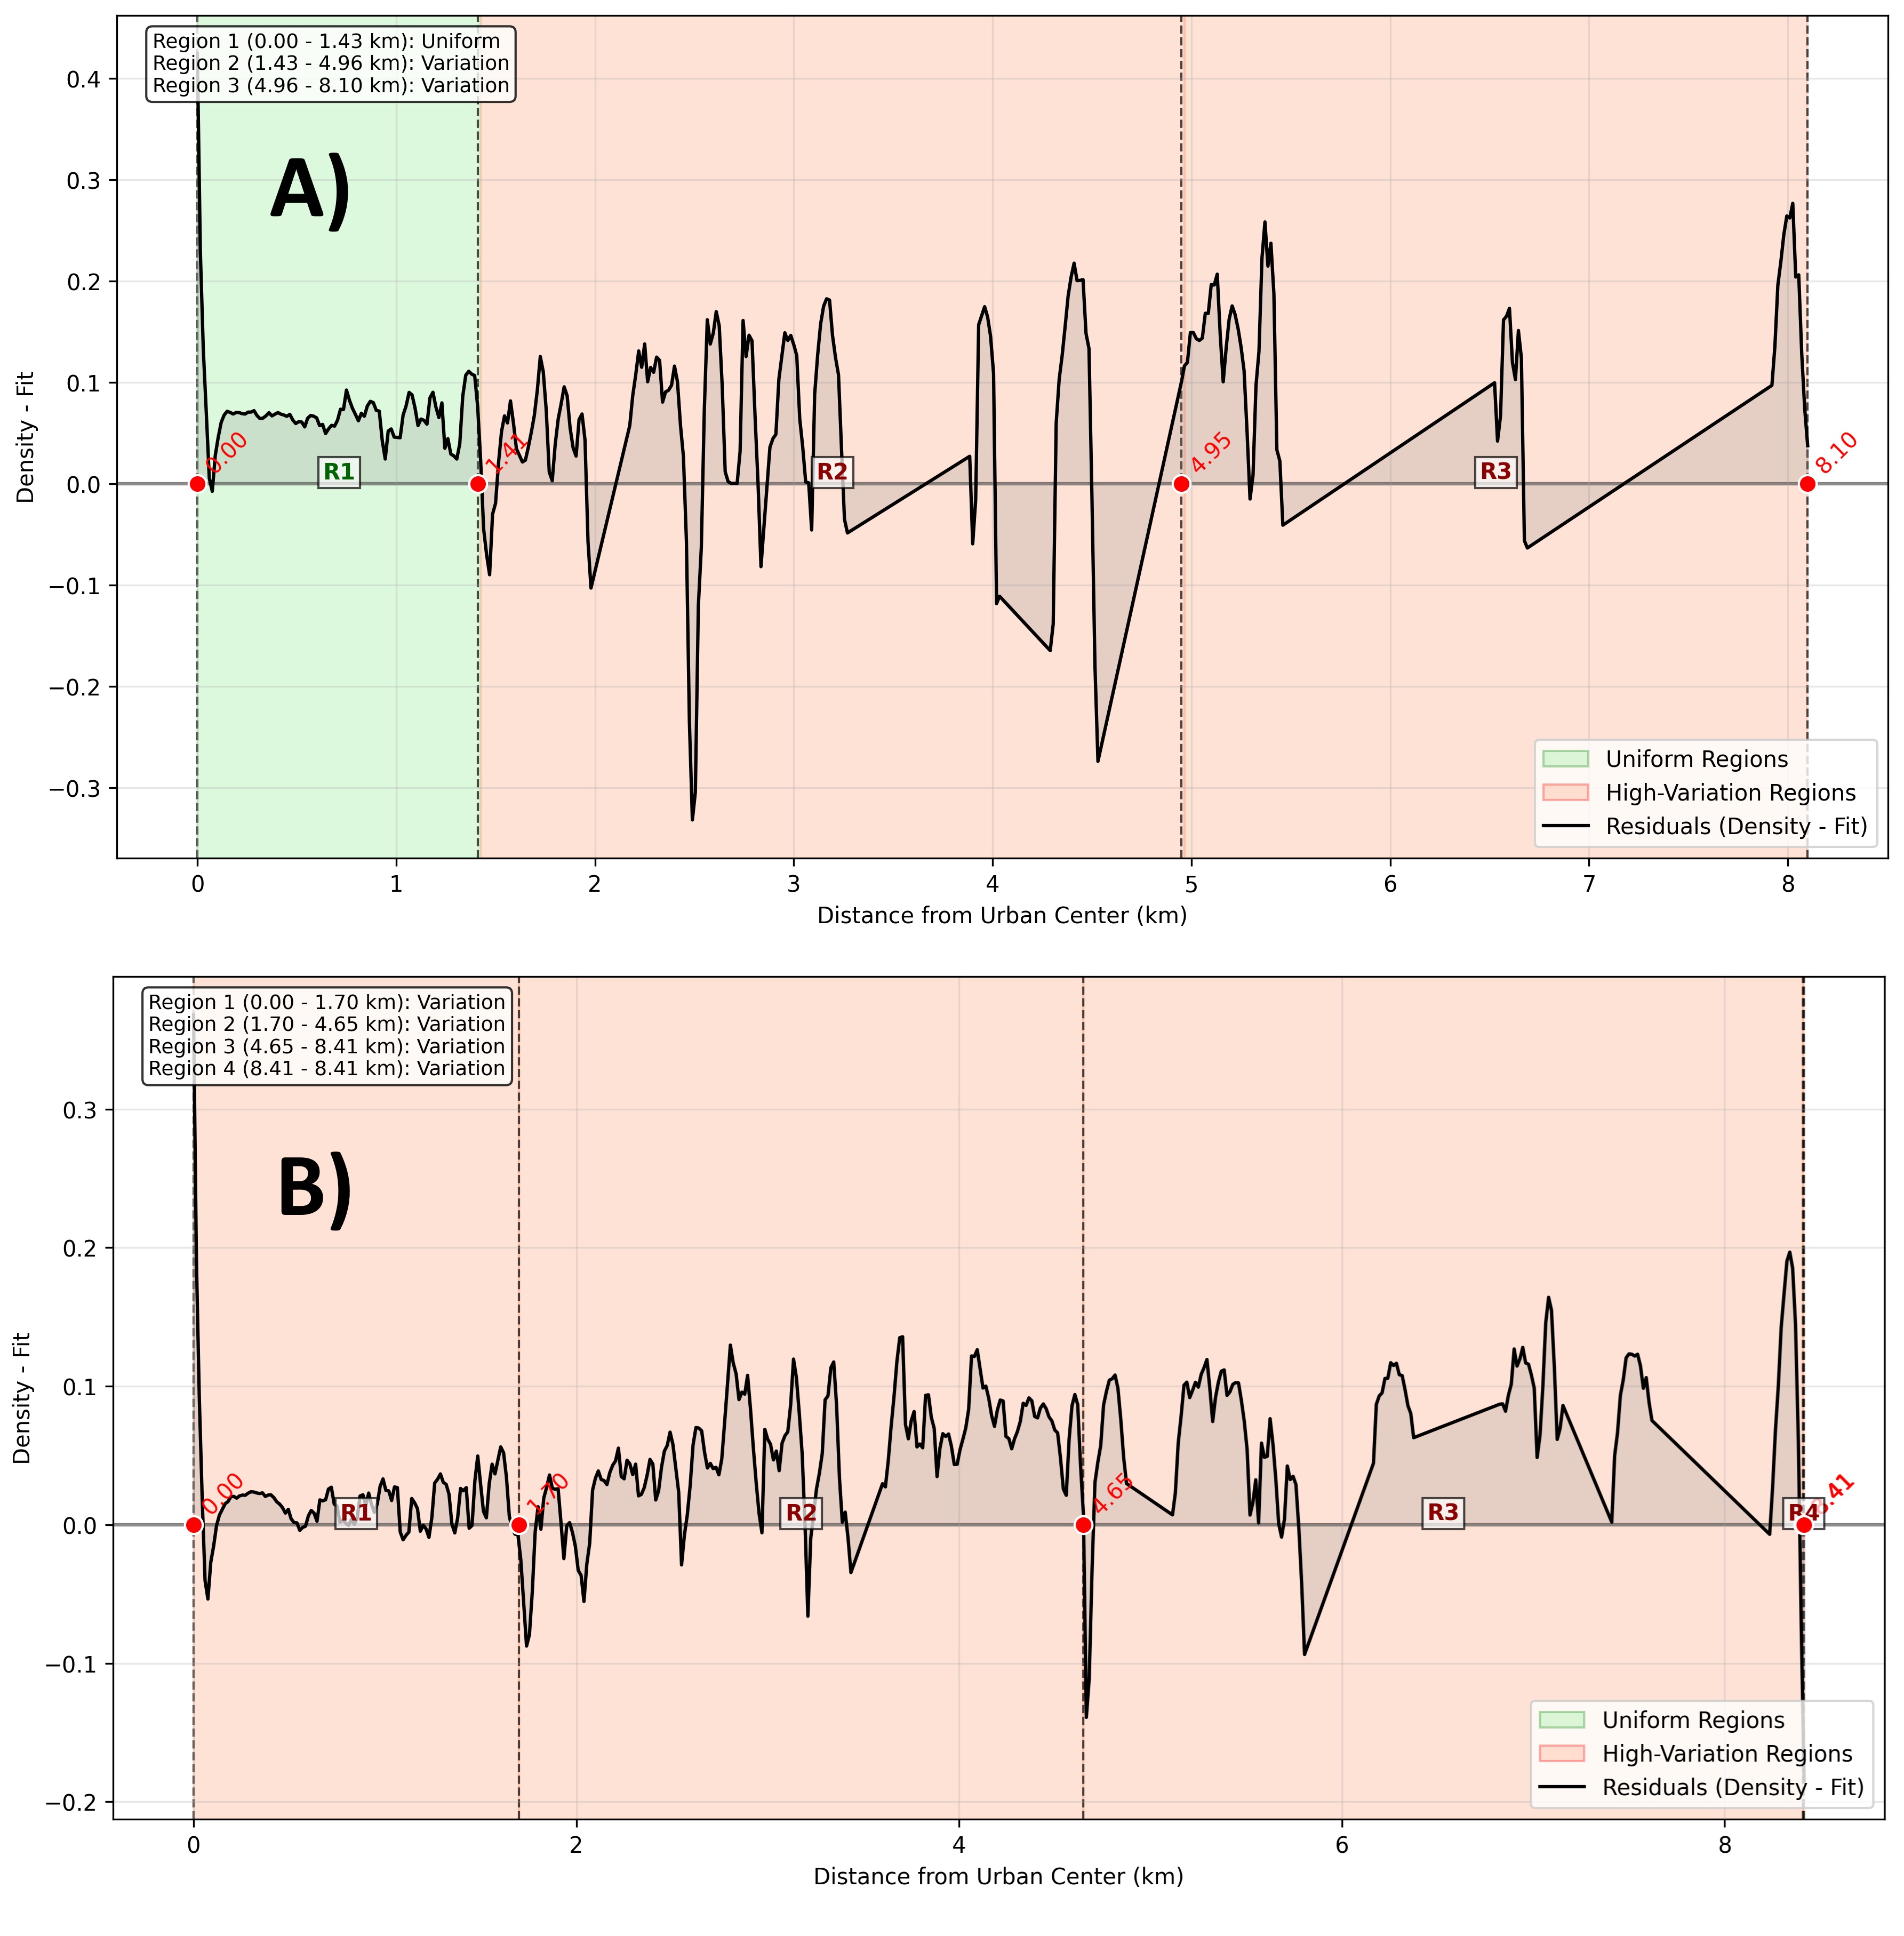 Region 1 (0.00 - 1.43 km): Uniform
Region 2 (1.43 - 4.96 km): Variation
Region 3 (4.96 - 8.10 km): Variation
A)
0.4
0.3
0.2
0.1
0.0
−0.1
−0.2
−0.3
Density - Fit
0.00
R1
1.41
R2
4.95
R3
8.10
Uniform Regions
High-Variation Regions
Residuals (Density - Fit)
0 1 2 3 4 5 6 7 8
Distance from Urban Center (km)
Region 1 (0.00 - 1.70 km): Variation
Region 2 (1.70 - 4.65 km): Variation
Region 3 (4.65 - 8.41 km): Variation
Region 4 (8.41 - 8.41 km): Variation
B)
0.3
0.2
0.1
0.0
−0.1
−0.2
Density - Fit
0.00
R1
1.70
R2
4.65
R3
R4
Uniform Regions
High-Variation Regions
Residuals (Density - Fit)
0 2 4 6 8
Distance from Urban Center (km)